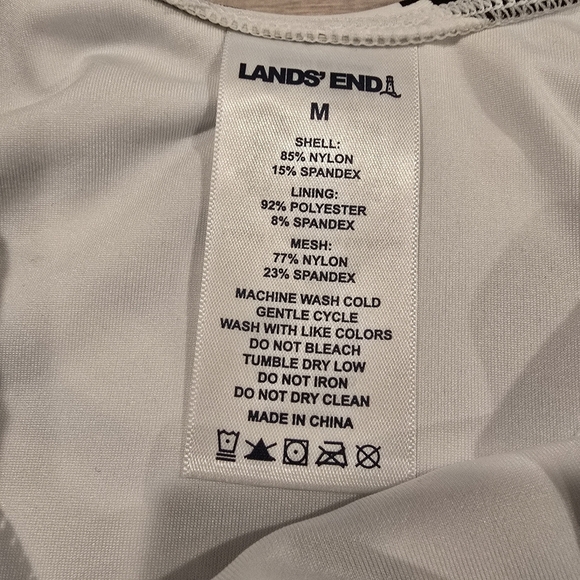 LANDS' END
M
SHELL:
85% NYLON
15% SPANDEX
LINING:
92% POLYESTER
8% SPANDEX
MESH:
77% NYLON
23% SPANDEX
MACHINE WASH COLD
GENTLE CYCLE
WASH WITH LIKE COLORS
DO NOT BLEACH
TUMBLE DRY LOW
DO NOT IRON
DO NOT DRY CLEAN
MADE IN CHINA